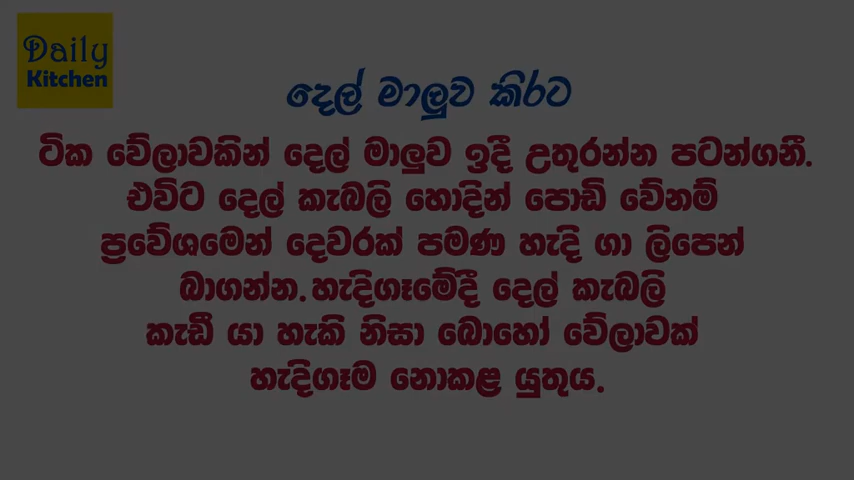 Daily
Kitchen
දෙල් මාලුව කිරට
ටික වේලාවකින් දෙල් මාලුව ඉදී උතුරන්න පටන්ගනී.
එවිට දෙල් කැබලි හොදින් පොඩි වේනම්
ප්‍රවේශමෙන් දෙවරක් පමණ හැදි ගා ලිපෙන්
බාගන්න. හැදිගෑමේදී දෙල් කැබලි
කැඩී යා හැකි නිසා බොහෝ වේලාවක්
හැදිගෑම නොකළ යුතුය.